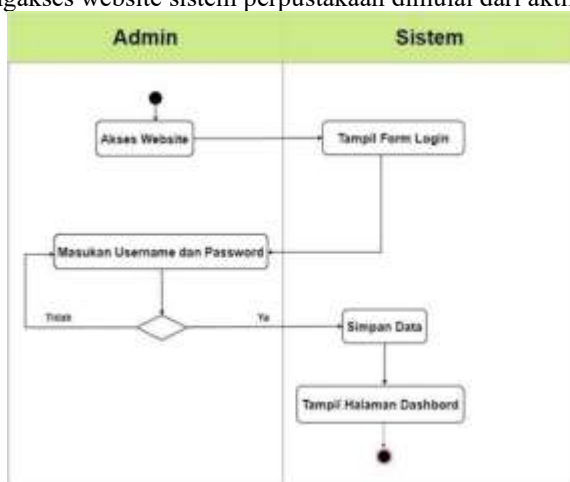 ngakses website sistem perpustakaan dimulai dari akti
Admin
Sistem
Akses Website
Tampil Form Login
Masukan Username dan Password
Tidak
Ya
Simpan Data
Tampil Halaman Dashbord